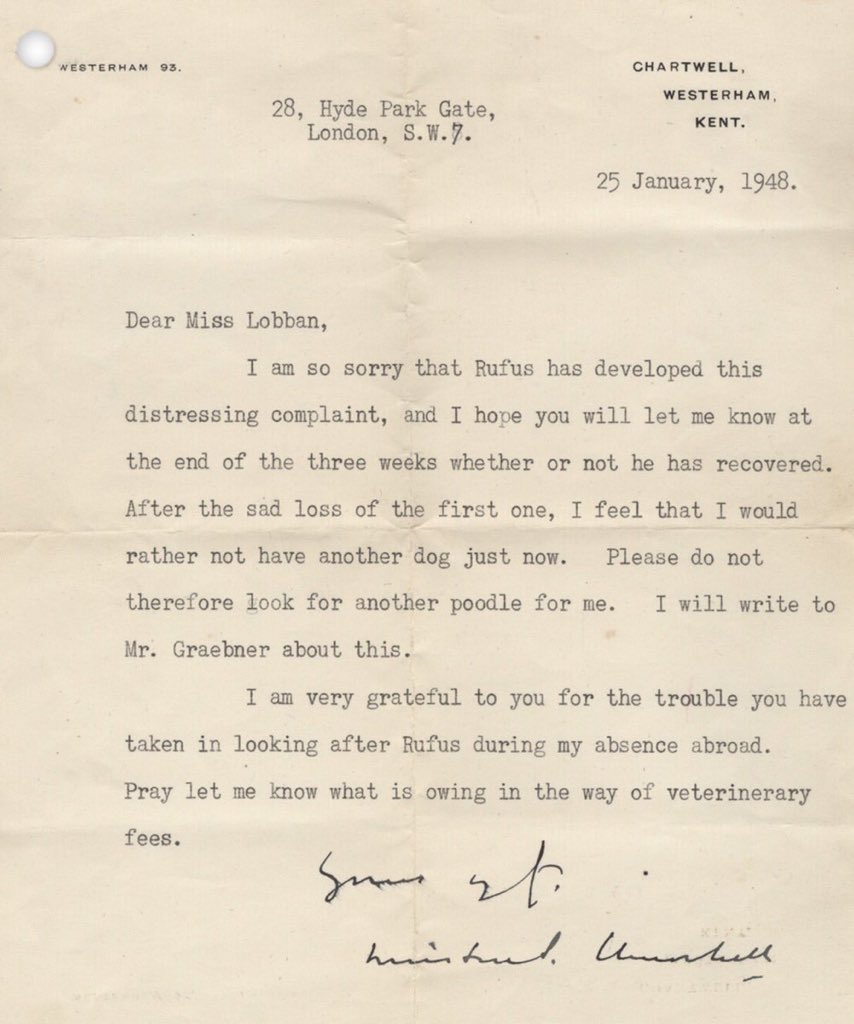 WESTERHAM 93.
CHARTWELL,
WESTERHAM,
KENT.
28, Hyde Park Gate,
London, S.W.7.
25 January, 1948.
Dear Miss Lobban,
I am so sorry that Rufus has developed this
distressing complaint, and I hope you will let me know at
the end of the three weeks whether or not he has recovered.
After the sad loss of the first one, I feel that I would
rather not have another dog just now. Please do not
therefore look for another poodle for me. I will write to
Mr. Graebner about this.
I am very grateful to you for the trouble you have
taken in looking after Rufus during my absence abroad.
Pray let me know what is owing in the way of veterinerary
fees.
Yours
Winston S. Churchill